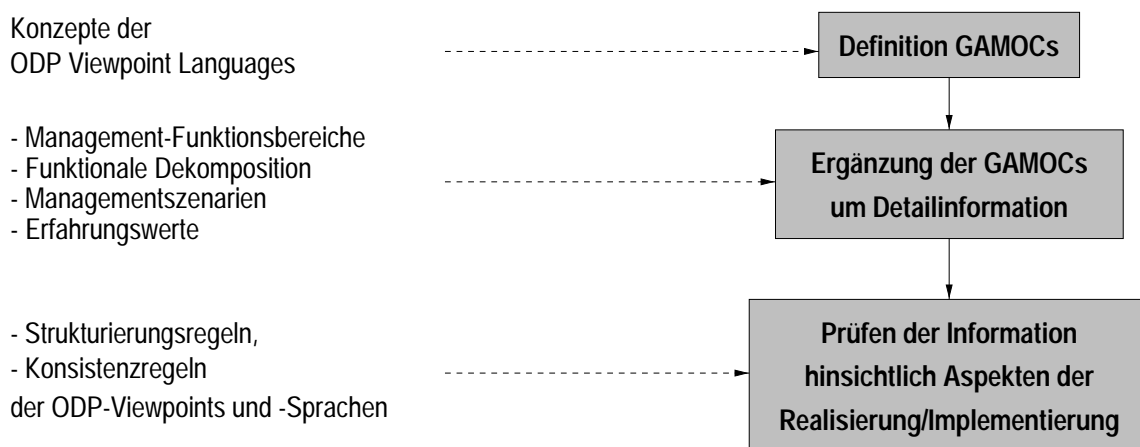 Konzepte der
ODP Viewpoint Languages
Definition GAMOCs
- Management-Funktionsbereiche
- Funktionale Dekomposition
- Managementszenarien
- Erfahrungswerte
Ergänzung der GAMOCs
um Detailinformation
- Strukturierungsregeln,
- Konsistenzregeln
der ODP-Viewpoints und -Sprachen
Prüfen der Information
hinsichtlich Aspekten der
Realisierung/Implementierung